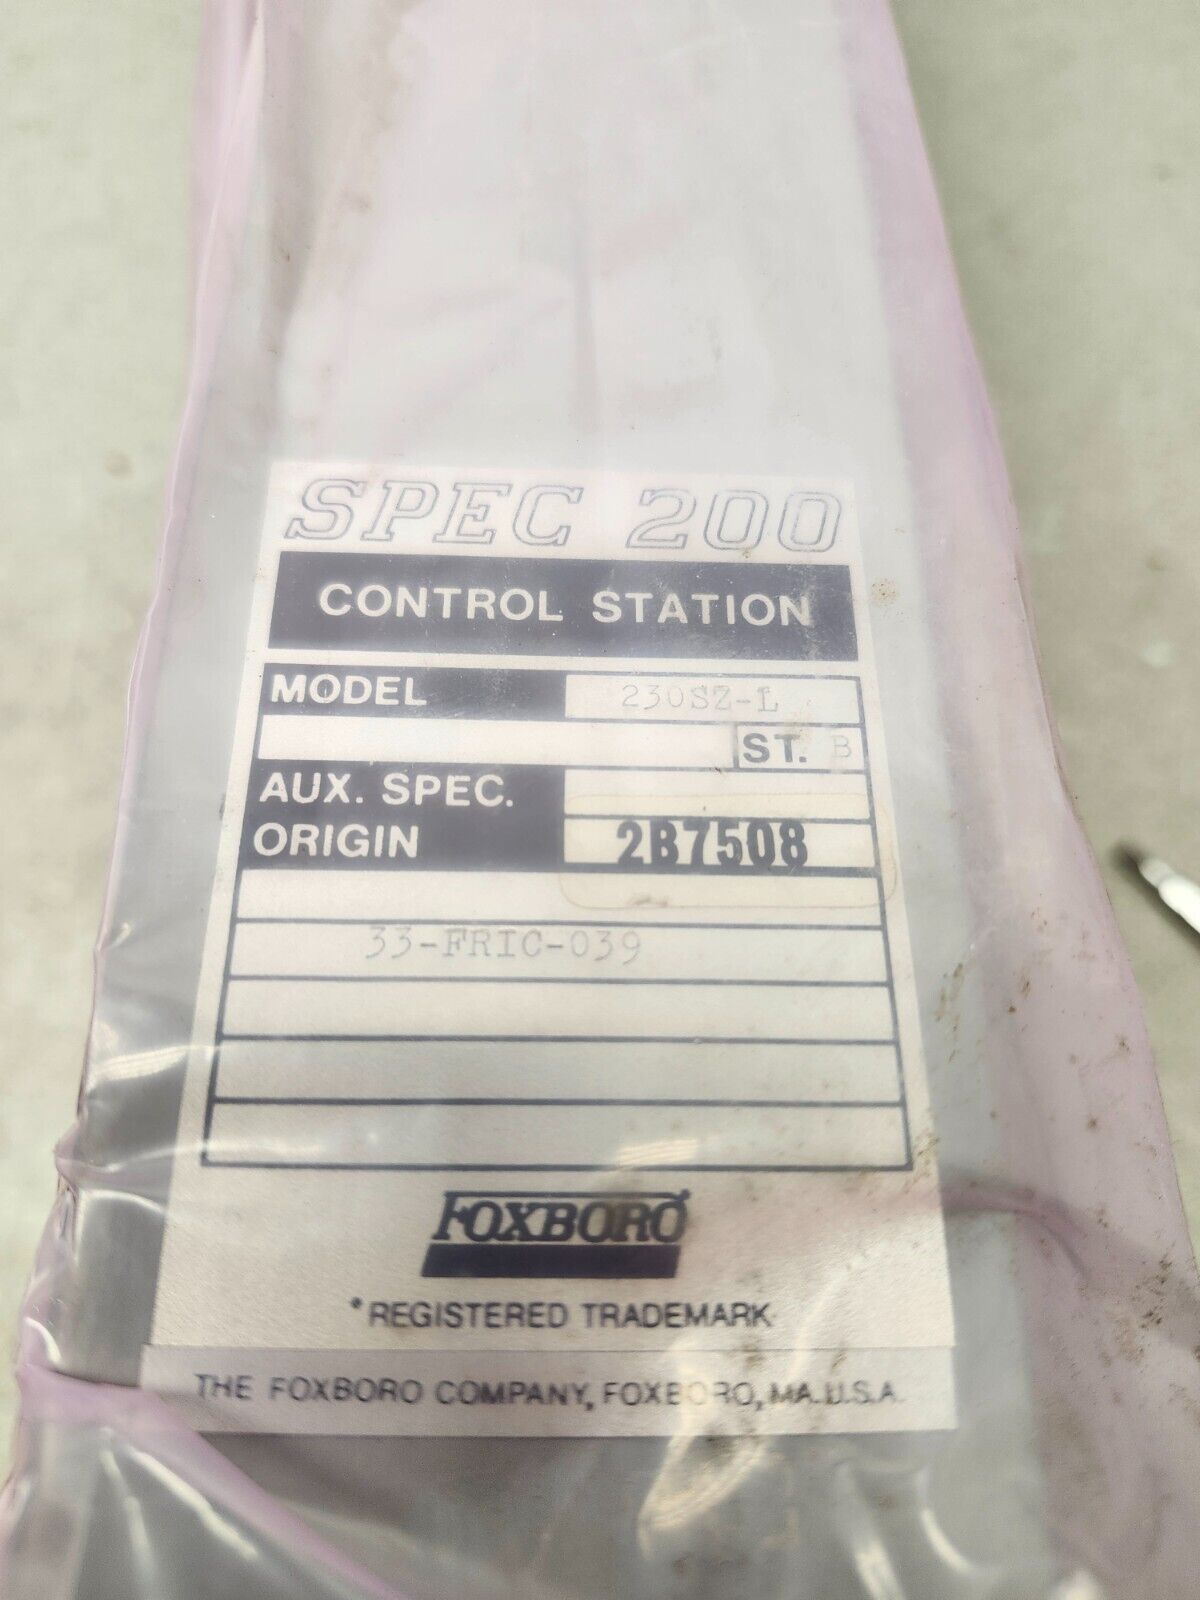 SPEC 200
CONTROL STATION
MODEL 230SZ-L
ST. B
AUX. SPEC.
ORIGIN 2B7508
33-FRIC-039
FOXBORO®
*REGISTERED TRADEMARK
THE FOXBORO COMPANY, FOXBORO, MA. U.S.A.